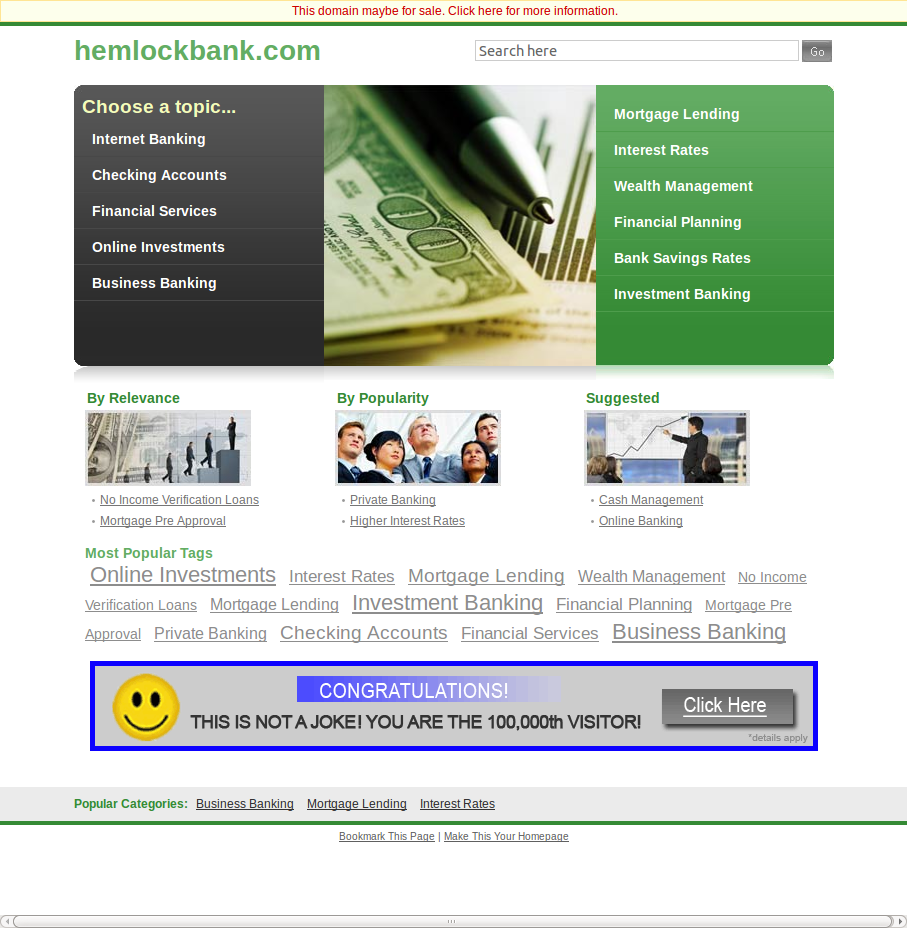 This domain maybe for sale. Click here for more information.
hemlockbank.com
Search here
Go
Choose a topic...
Internet Banking
Checking Accounts
Financial Services
Online Investments
Business Banking
Mortgage Lending
Interest Rates
Wealth Management
Financial Planning
Bank Savings Rates
Investment Banking
By Relevance
No Income Verification Loans
Mortgage Pre Approval
By Popularity
Private Banking
Higher Interest Rates
Suggested
Cash Management
Online Banking
Most Popular Tags
Online Investments Interest Rates Mortgage Lending Wealth Management No Income
Verification Loans Mortgage Lending Investment Banking Financial Planning Mortgage Pre
Approval Private Banking Checking Accounts Financial Services Business Banking
CONGRATULATIONS!
THIS IS NOT A JOKE! YOU ARE THE 100,000th VISITOR!
Click Here
*details apply
Popular Categories: Business Banking Mortgage Lending Interest Rates
Bookmark This Page | Make This Your Homepage